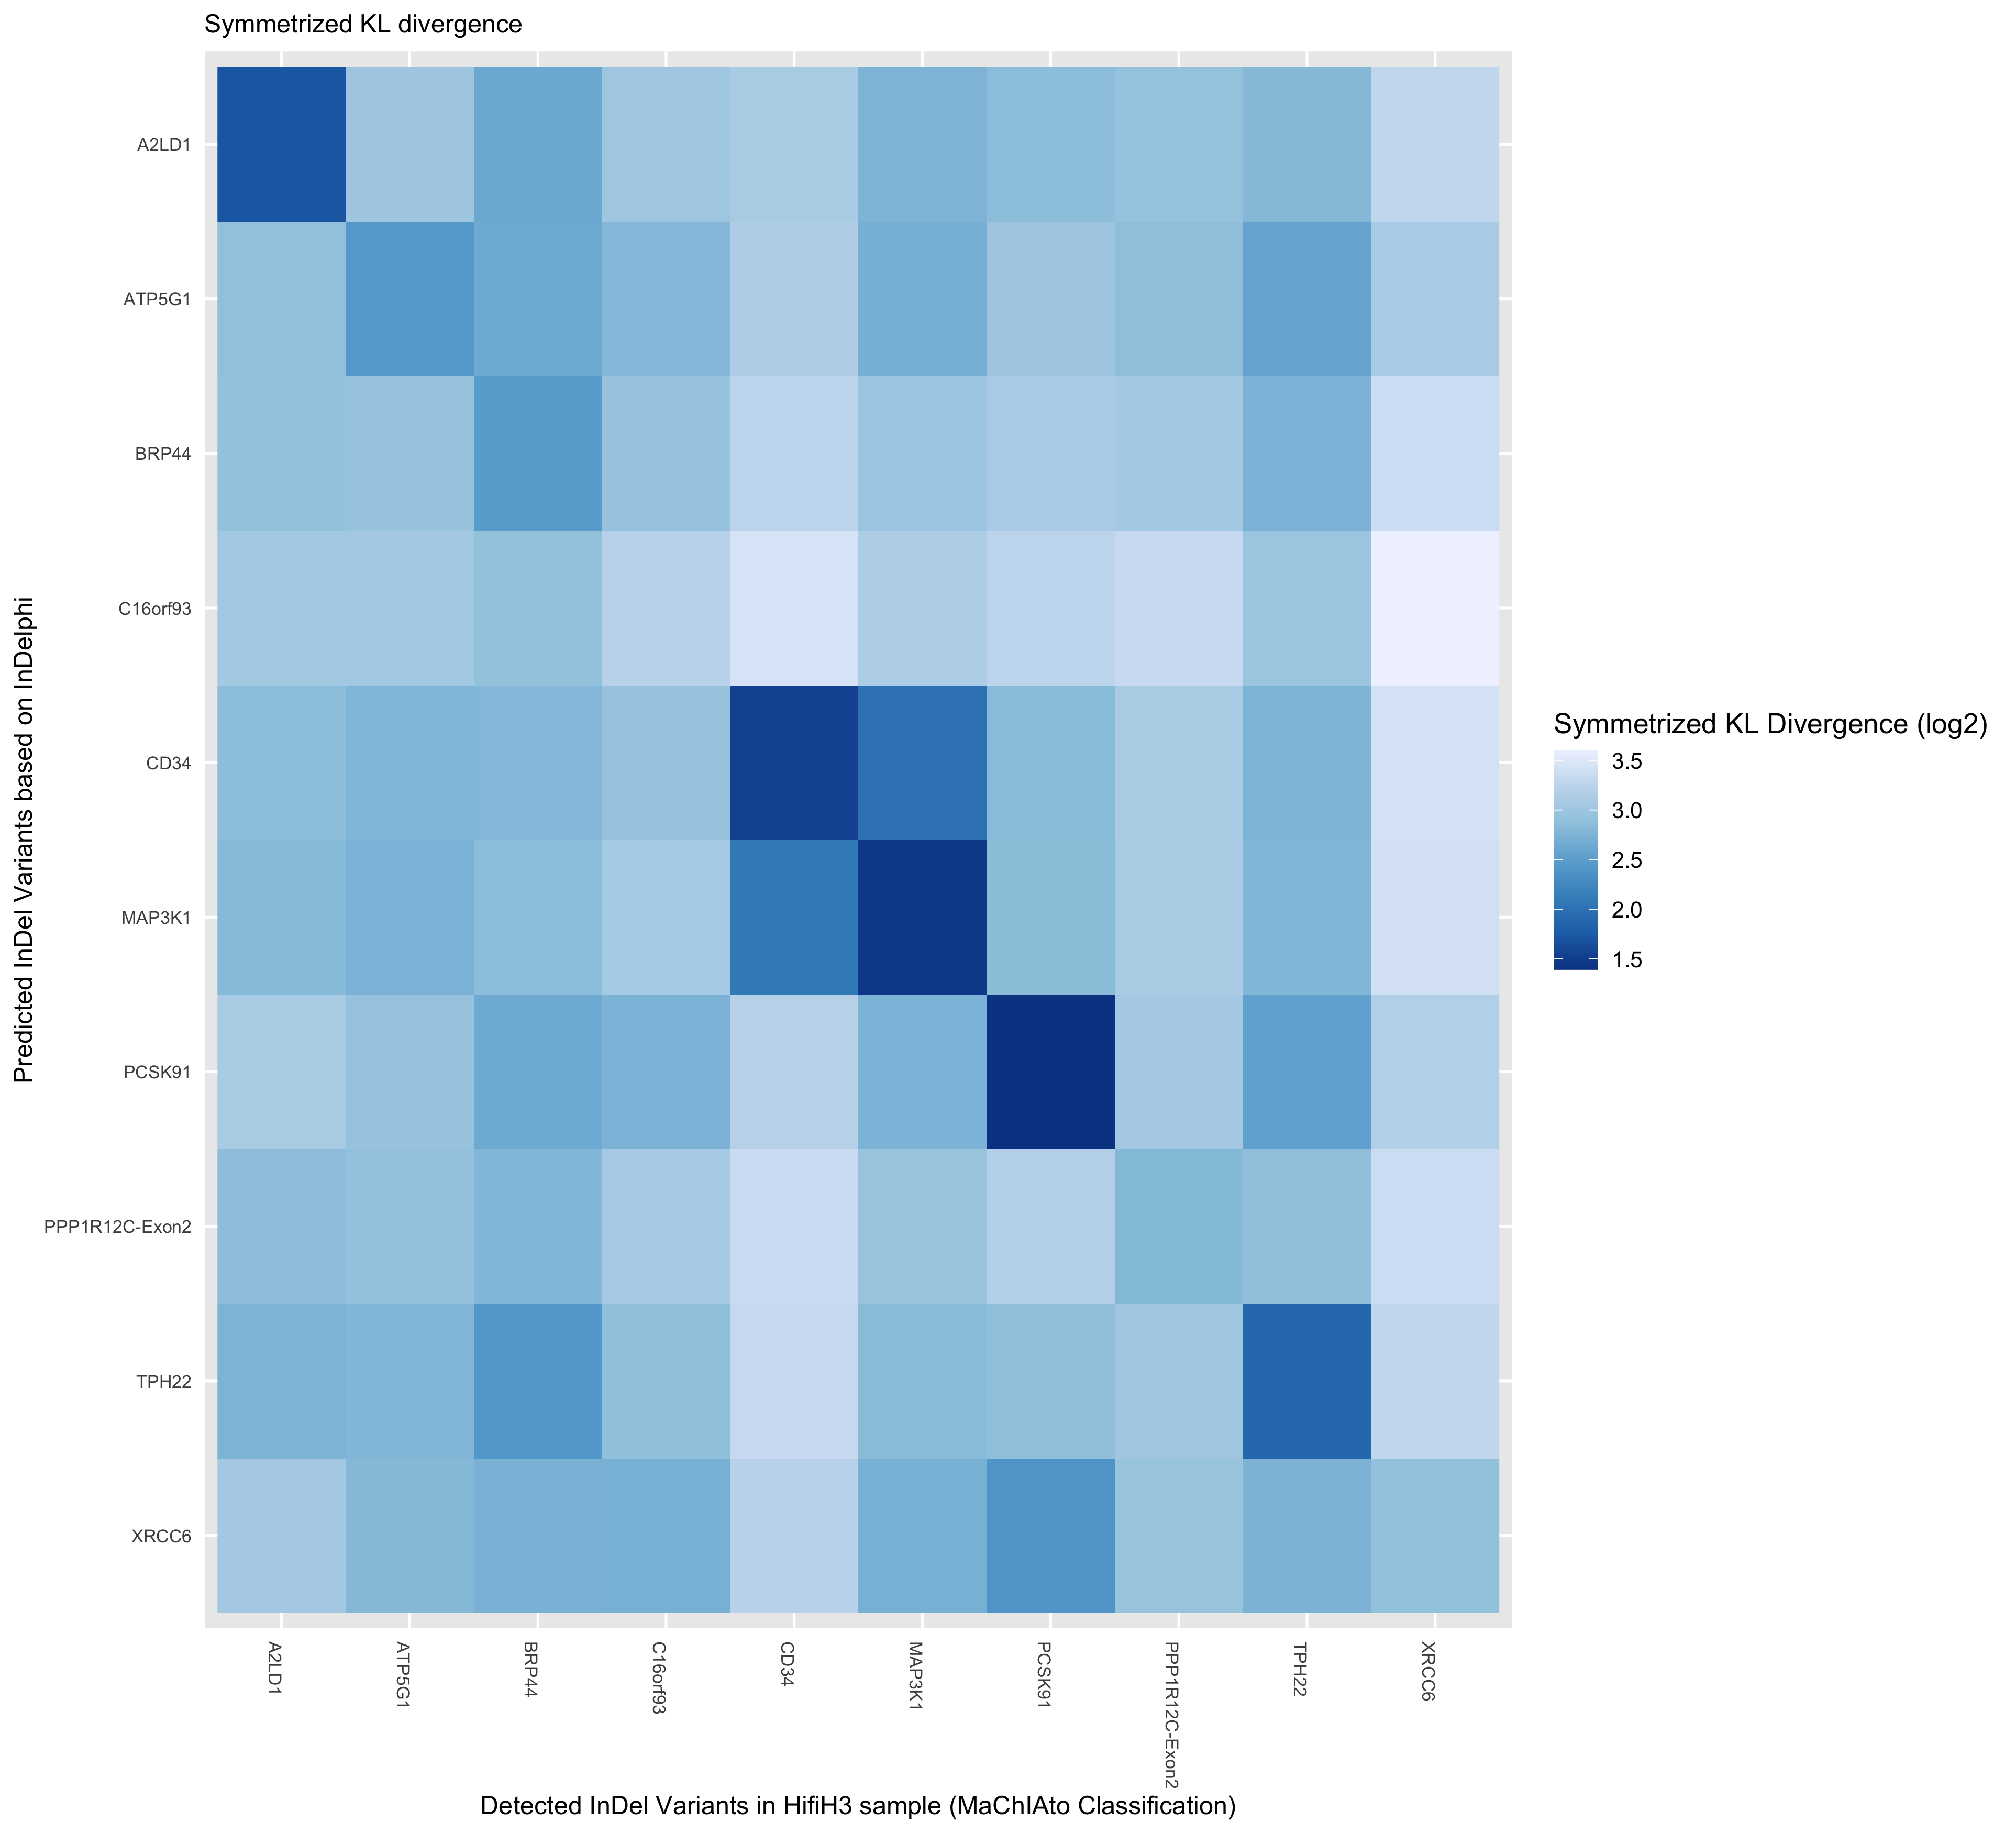 Symmetrized KL divergence
Predicted InDel Variants based on InDelphi
A2LD1
ATP5G1
BRP44
C16orf93
CD34
MAP3K1
PCSK91
PPP1R12C-Exon2
TPH22
XRCC6
A2LD1
ATP5G1
BRP44
C16orf93
CD34
MAP3K1
PCSK91
PPP1R12C-Exon2
TPH22
XRCC6
Detected InDel Variants in HifiH3 sample (MaChIAto Classification)
Symmetrized KL Divergence (log2)
3.5
3.0
2.5
2.0
1.5